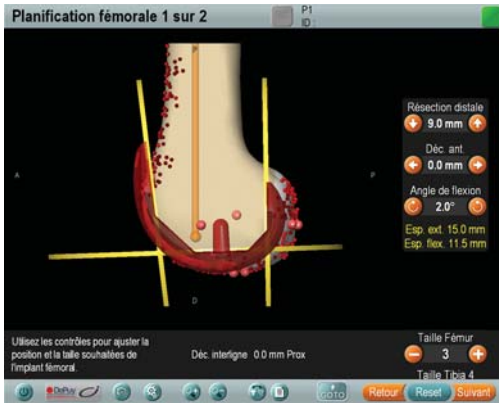 Planification fémorale 1 sur 2
P1
ID :
Résection distale
9.0 mm
Déc. ant.
0.0 mm
Angle de flexion
2.0°
Esp. ext. 15.0 mm
Esp. flex. 11.5 mm
A
P
P
D
Utilisez les contrôles pour ajuster la
position et la taille souhaitées de
l'implant fémoral.
Déc. interligne 0.0 mm Prox
Taille Fémur
3
Taille Tibia 4
DePuy
Goto
Retour
Reset
Suivant